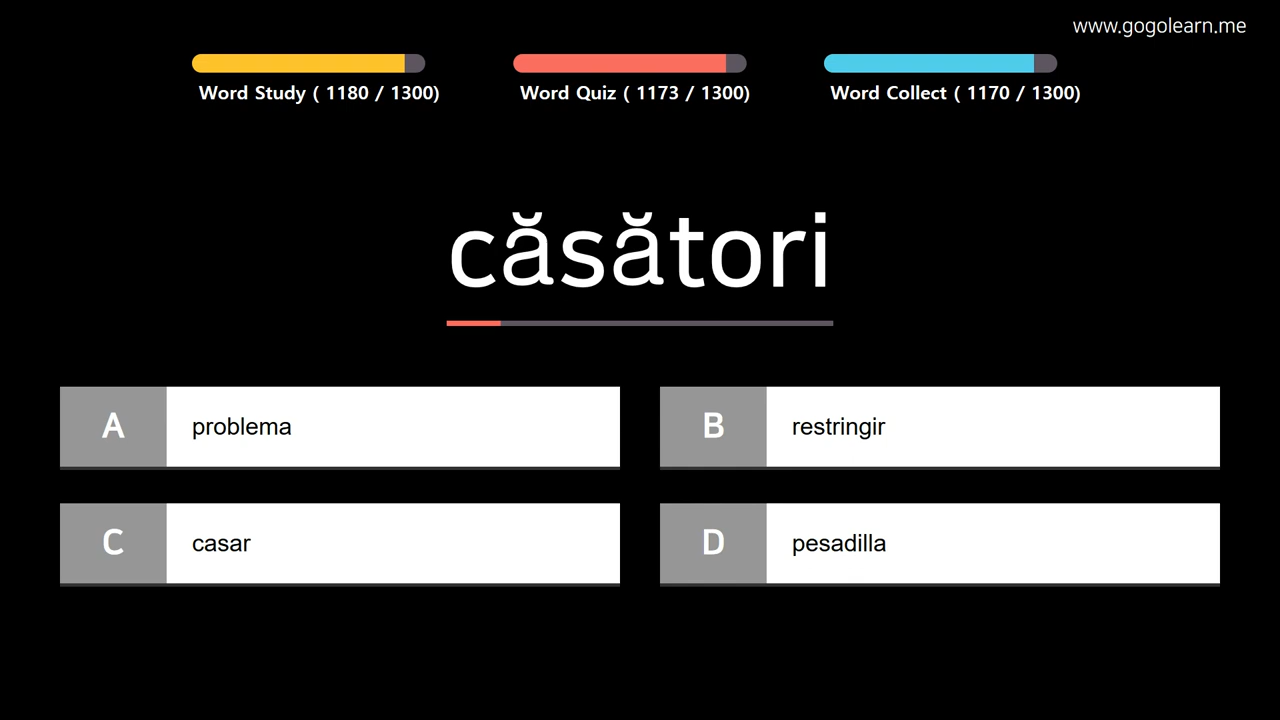 www.gogolearn.me
Word Study ( 1180 / 1300)
Word Quiz ( 1173 / 1300)
Word Collect ( 1170 / 1300)
căsători
A problema
B restringir
C casar
D pesadilla